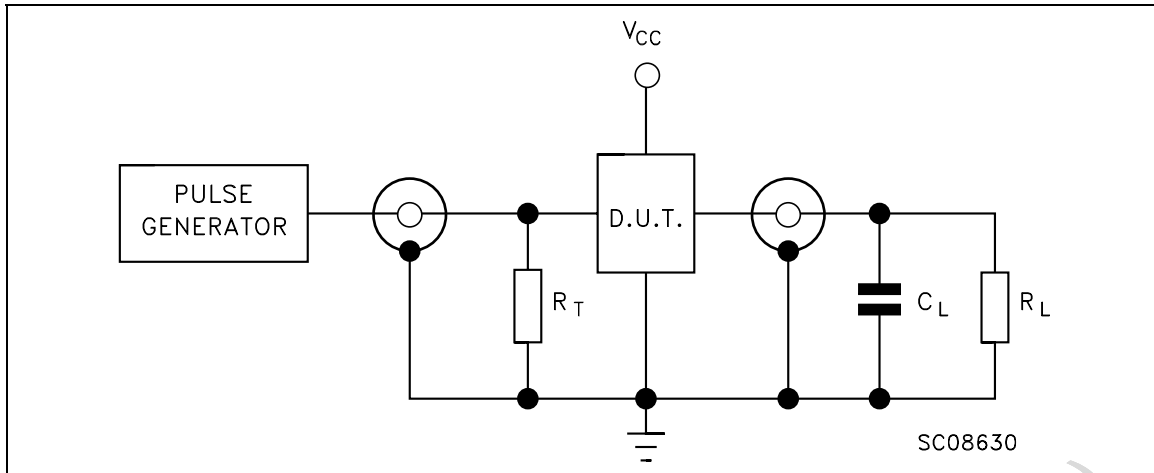 VCC
PULSE
GENERATOR
D.U.T.
RT
CL
RL
SC08630